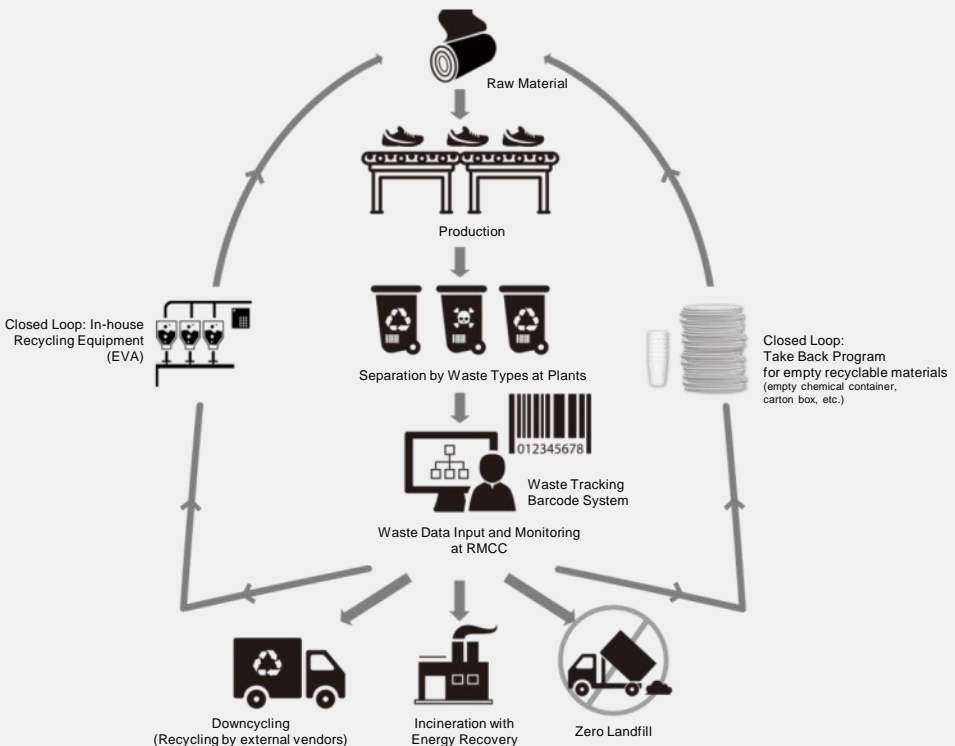 Raw Material
Production
Closed Loop: In-house
Recycling Equipment
(EVA)
Closed Loop:
Take Back Program
for empty recyclable materials
(empty chemical container,
carton box, etc.)
Separation by Waste Types at Plants
012345678
Waste Tracking
Barcode System
Waste Data Input and Monitoring
at RMCC
Downcycling
(Recycling by external vendors)
Incineration with
Energy Recovery
Zero Landfill